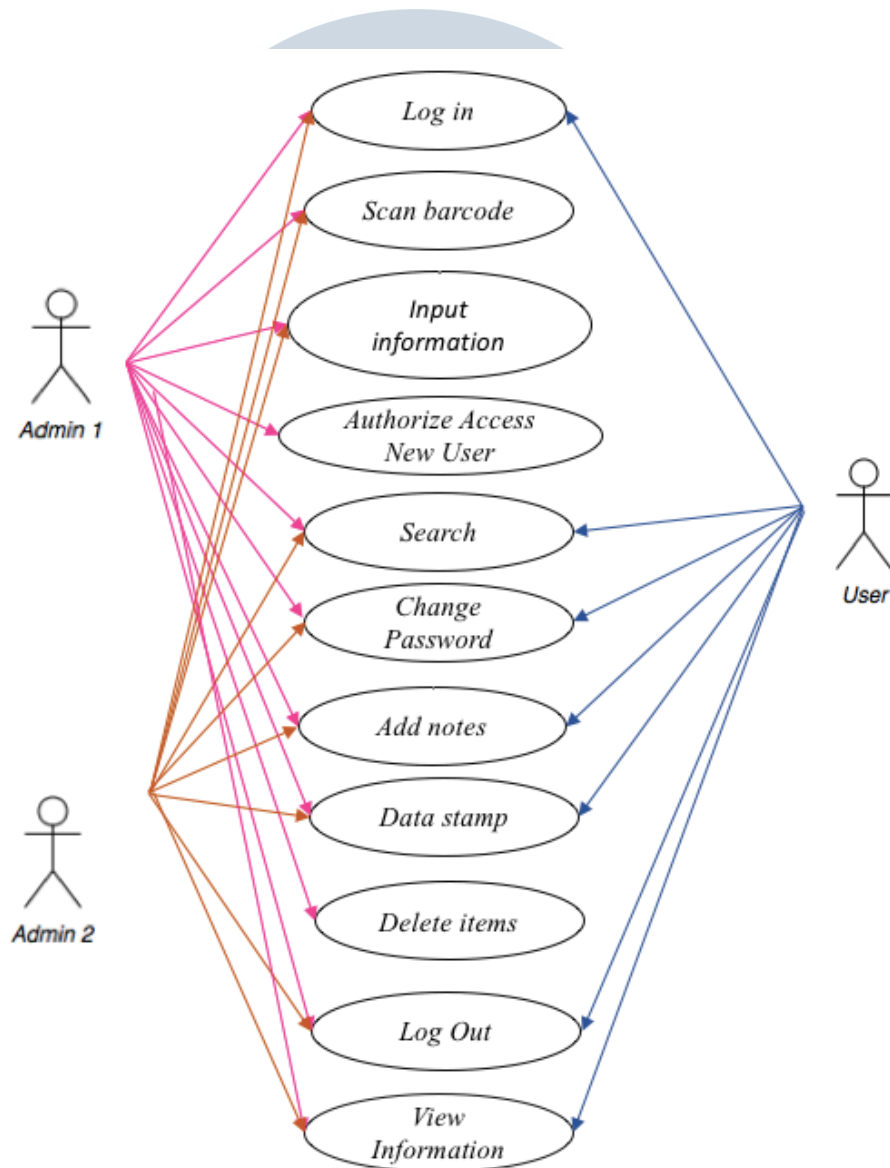 Log in
Scan barcode
Input
information
Admin 1
Authorize Access
New User
Search
Change
Password
User
Add notes
Data stamp
Admin 2
Delete items
Log Out
View
Information